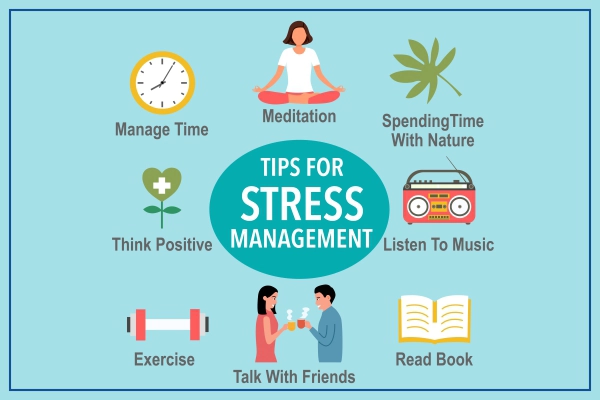 Meditation
Manage Time
SpendingTime
With Nature
TIPS FOR
STRESS
MANAGEMENT
Think Positive
Listen To Music
Exercise
Talk With Friends
Read Book